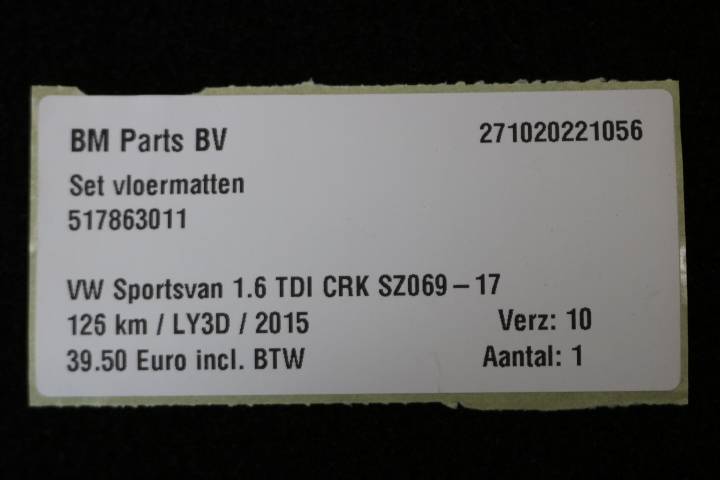 BM Parts BV 271020221056
Set vloermatten
517863011
VW Sportsvan 1.6 TDI CRK SZ069-17
126 km / LY3D / 2015 Verz: 10
39.50 Euro incl. BTW Aantal: 1